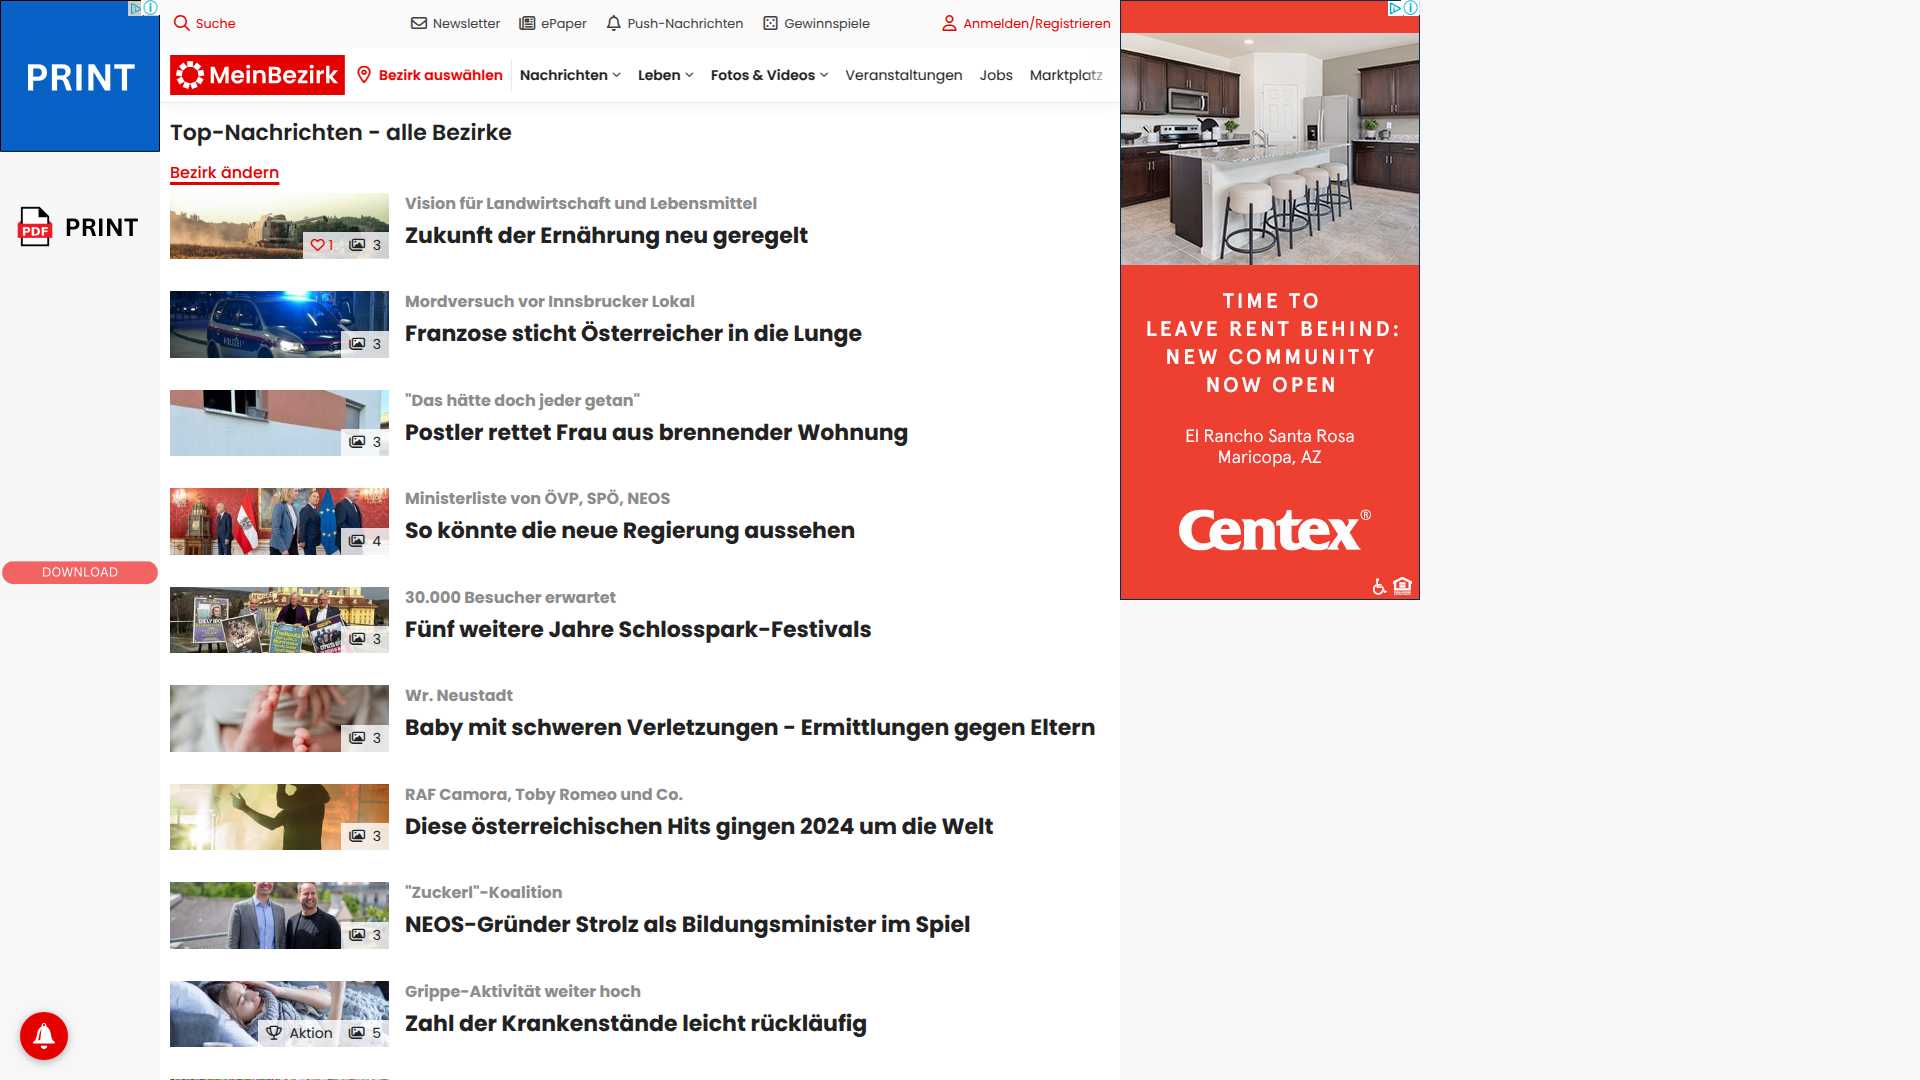 PRINT
PDF PRINT
DOWNLOAD
Suche Newsletter ePaper Push-Nachrichten Gewinnspiele Anmelden/Registrieren
MeinBezirk Bezirk auswählen Nachrichten Leben Fotos & Videos Veranstaltungen Jobs Marktplatz
Top-Nachrichten - alle Bezirke
Bezirk ändern
Vision für Landwirtschaft und Lebensmittel
Zukunft der Ernährung neu geregelt
1 3
Mordversuch vor Innsbrucker Lokal
Franzose sticht Österreicher in die Lunge
3
"Das hätte doch jeder getan"
Postler rettet Frau aus brennender Wohnung
3
Ministerliste von ÖVP, SPÖ, NEOS
So könnte die neue Regierung aussehen
4
30.000 Besucher erwartet
Fünf weitere Jahre Schlosspark-Festivals
3
Wr. Neustadt
Baby mit schweren Verletzungen - Ermittlungen gegen Eltern
3
RAF Camora, Toby Romeo und Co.
Diese österreichischen Hits gingen 2024 um die Welt
3
"Zuckerl"-Koalition
NEOS-Gründer Strolz als Bildungsminister im Spiel
3
Grippe-Aktivität weiter hoch
Zahl der Krankenstände leicht rückläufig
Aktion 5
TIME TO
LEAVE RENT BEHIND:
NEW COMMUNITY
NOW OPEN
El Rancho Santa Rosa
Maricopa, AZ
Centex®